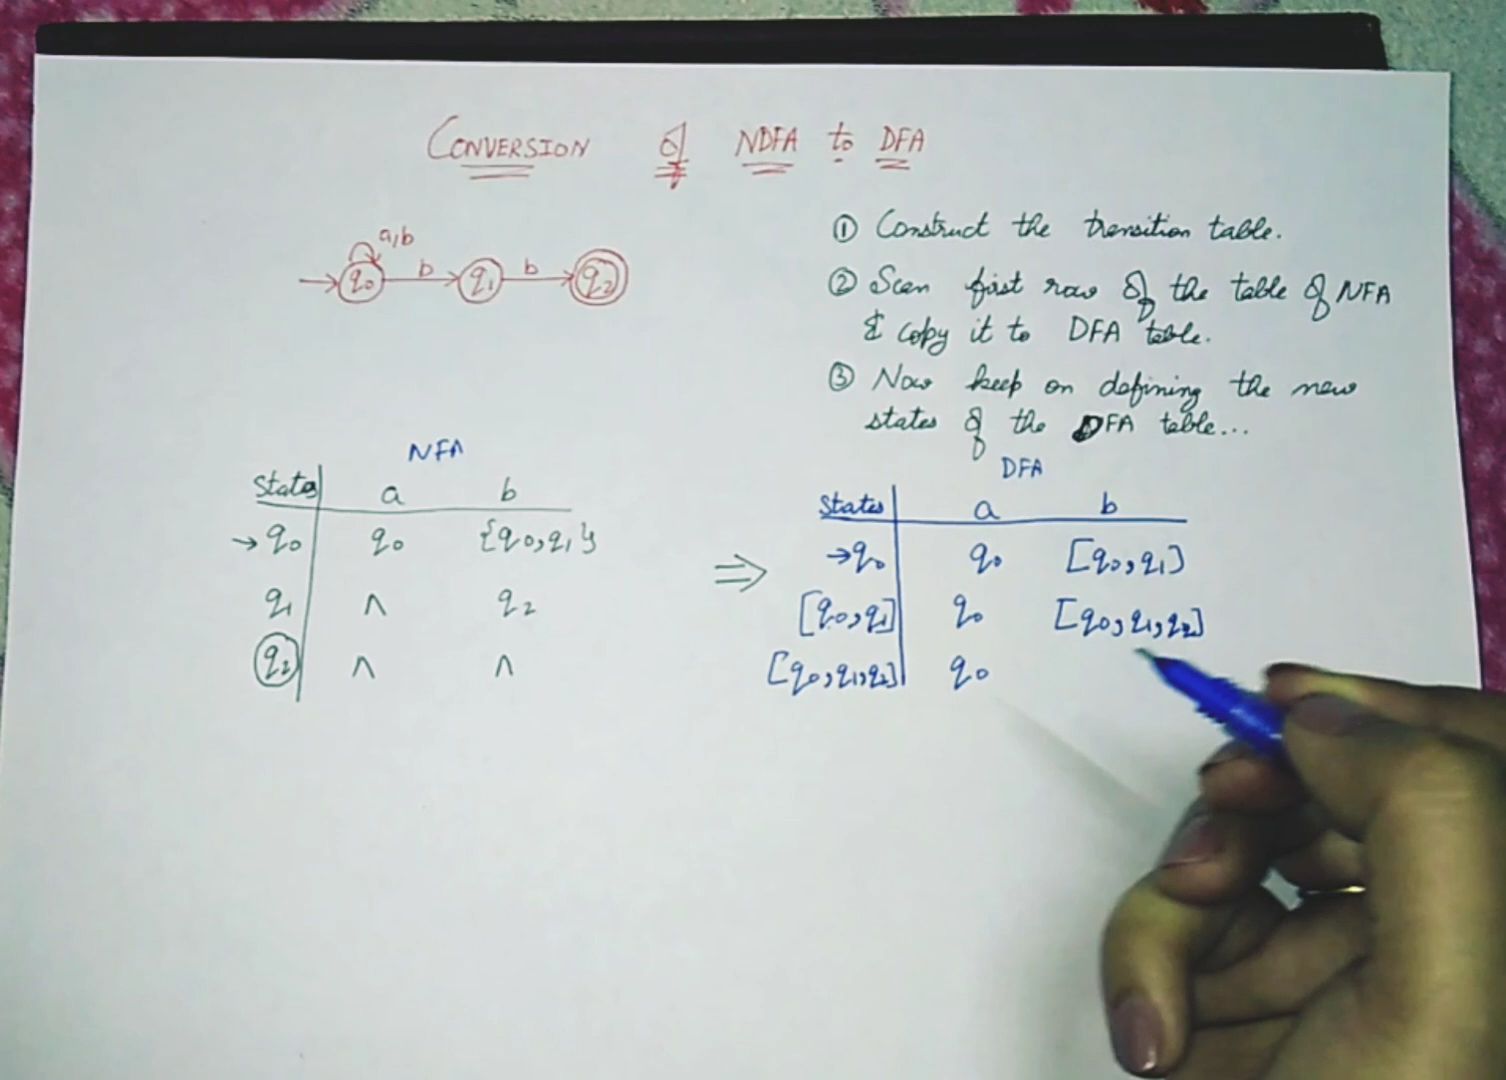 CONVERSION of NDFA to DFA
a,b
q0 b q1 b q2
① Construct the transition table.
② Scan first row of the table of NFA
& copy it to DFA table.
③ Now keep on defining the new
states of the DFA table...
NFA
States a b
→q0 q0 {q0,q1}
q1 ʌ q2
q2 ʌ ʌ
⇒
DFA
States a b
→q0 q0 [q0,q1]
[q0,q1] q0 [q0,q1,q2]
[q0,q1,q2] q0